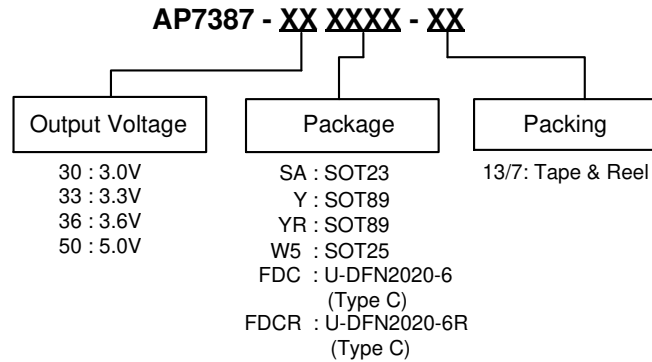 AP7387 - XX XXXX - XX
Output Voltage
30 : 3.0V
33 : 3.3V
36 : 3.6V
50 : 5.0V
Package
SA : SOT23
Y : SOT89
YR : SOT89
W5 : SOT25
FDC : U-DFN2020-6
(Type C)
FDCR : U-DFN2020-6R
(Type C)
Packing
13/7: Tape & Reel